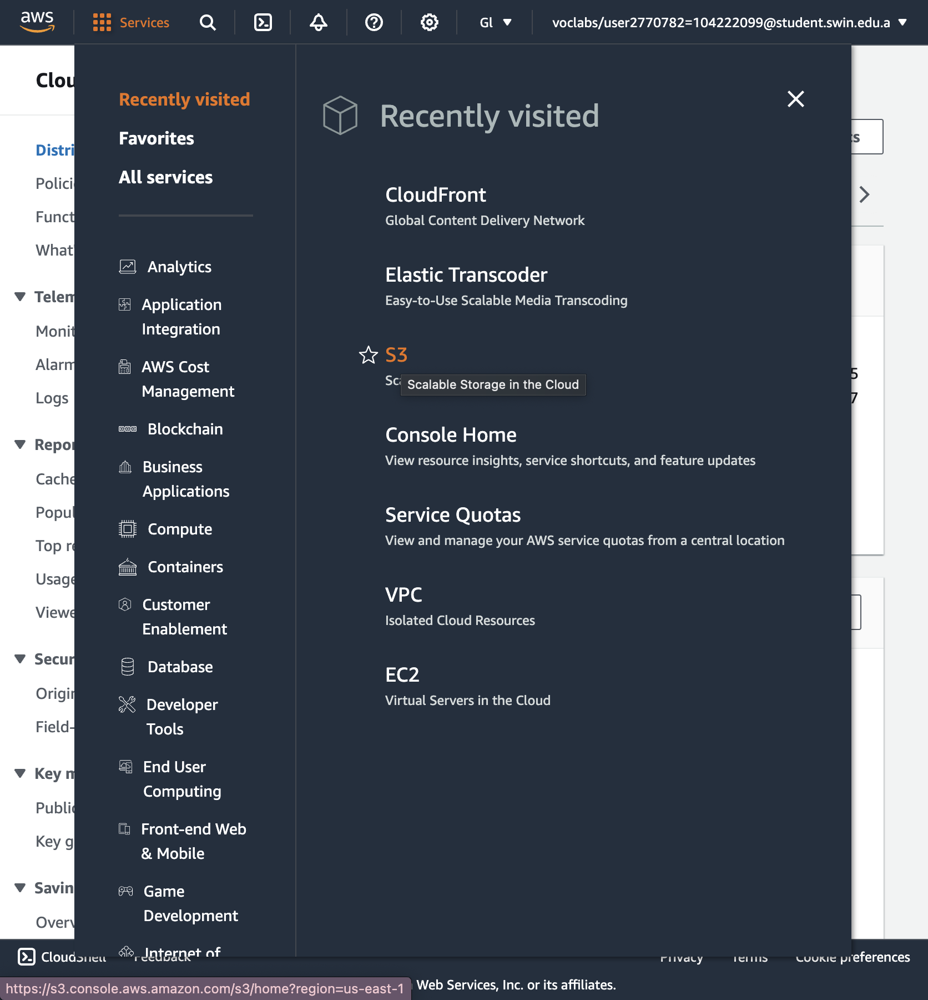 aws
Services
Gl
voclabs/user2770782=104222099@student.swin.edu.a
Clou
Distri
Polici
Funct
What'
Telem
Monit
Alarm
Logs
Repor
Cache
Popul
Top re
Usage
Viewe
Secur
Origin
Field-
Key m
Public
Key g
Savin
Overv
Recently visited
Favorites
All services
Analytics
Application
Integration
AWS Cost
Management
Blockchain
Business
Applications
Compute
Containers
Customer
Enablement
Database
Developer
Tools
End User
Computing
Front-end Web
& Mobile
Game
Development
Internet of
Recently visited
CloudFront
Global Content Delivery Network
Elastic Transcoder
Easy-to-Use Scalable Media Transcoding
S3
Scalable Storage in the Cloud
Console Home
View resource insights, service shortcuts, and feature updates
Service Quotas
View and manage your AWS service quotas from a central location
VPC
Isolated Cloud Resources
EC2
Virtual Servers in the Cloud
ts
5
7
CloudShell
Feedback
Privacy
Terms
Cookie preferences
https://s3.console.aws.amazon.com/s3/home?region=us-east-1
Web Services, Inc. or its affiliates.